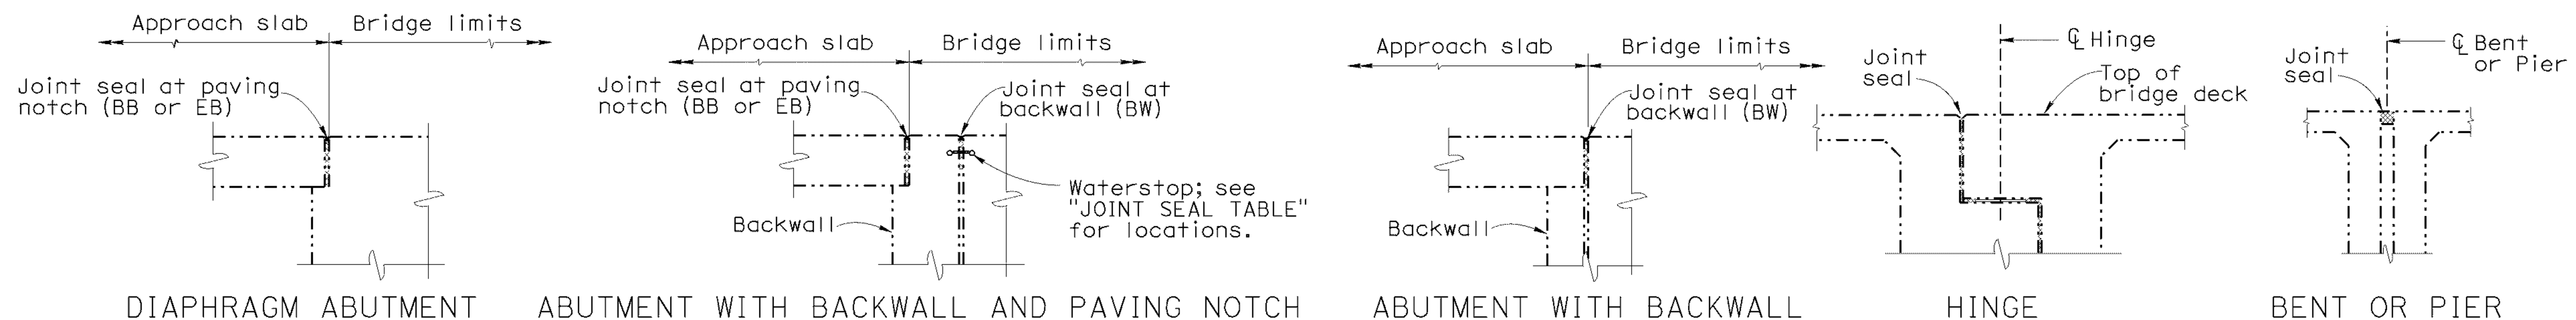 Approach slab
Bridge limits
Joint seal at paving
notch (BB or EB)
DIAPHRAGM ABUTMENT
Approach slab
Bridge limits
Joint seal at paving
notch (BB or EB)
Joint seal at
backwall (BW)
Waterstop; see
"JOINT SEAL TABLE"
for locations.
Backwall
ABUTMENT WITH BACKWALL AND PAVING NOTCH
Approach slab
Bridge limits
Joint seal at
backwall (BW)
Backwall
ABUTMENT WITH BACKWALL
℄ Hinge
Joint
seal
Top of
bridge deck
HINGE
℄ Bent
or Pier
Joint
seal
BENT OR PIER